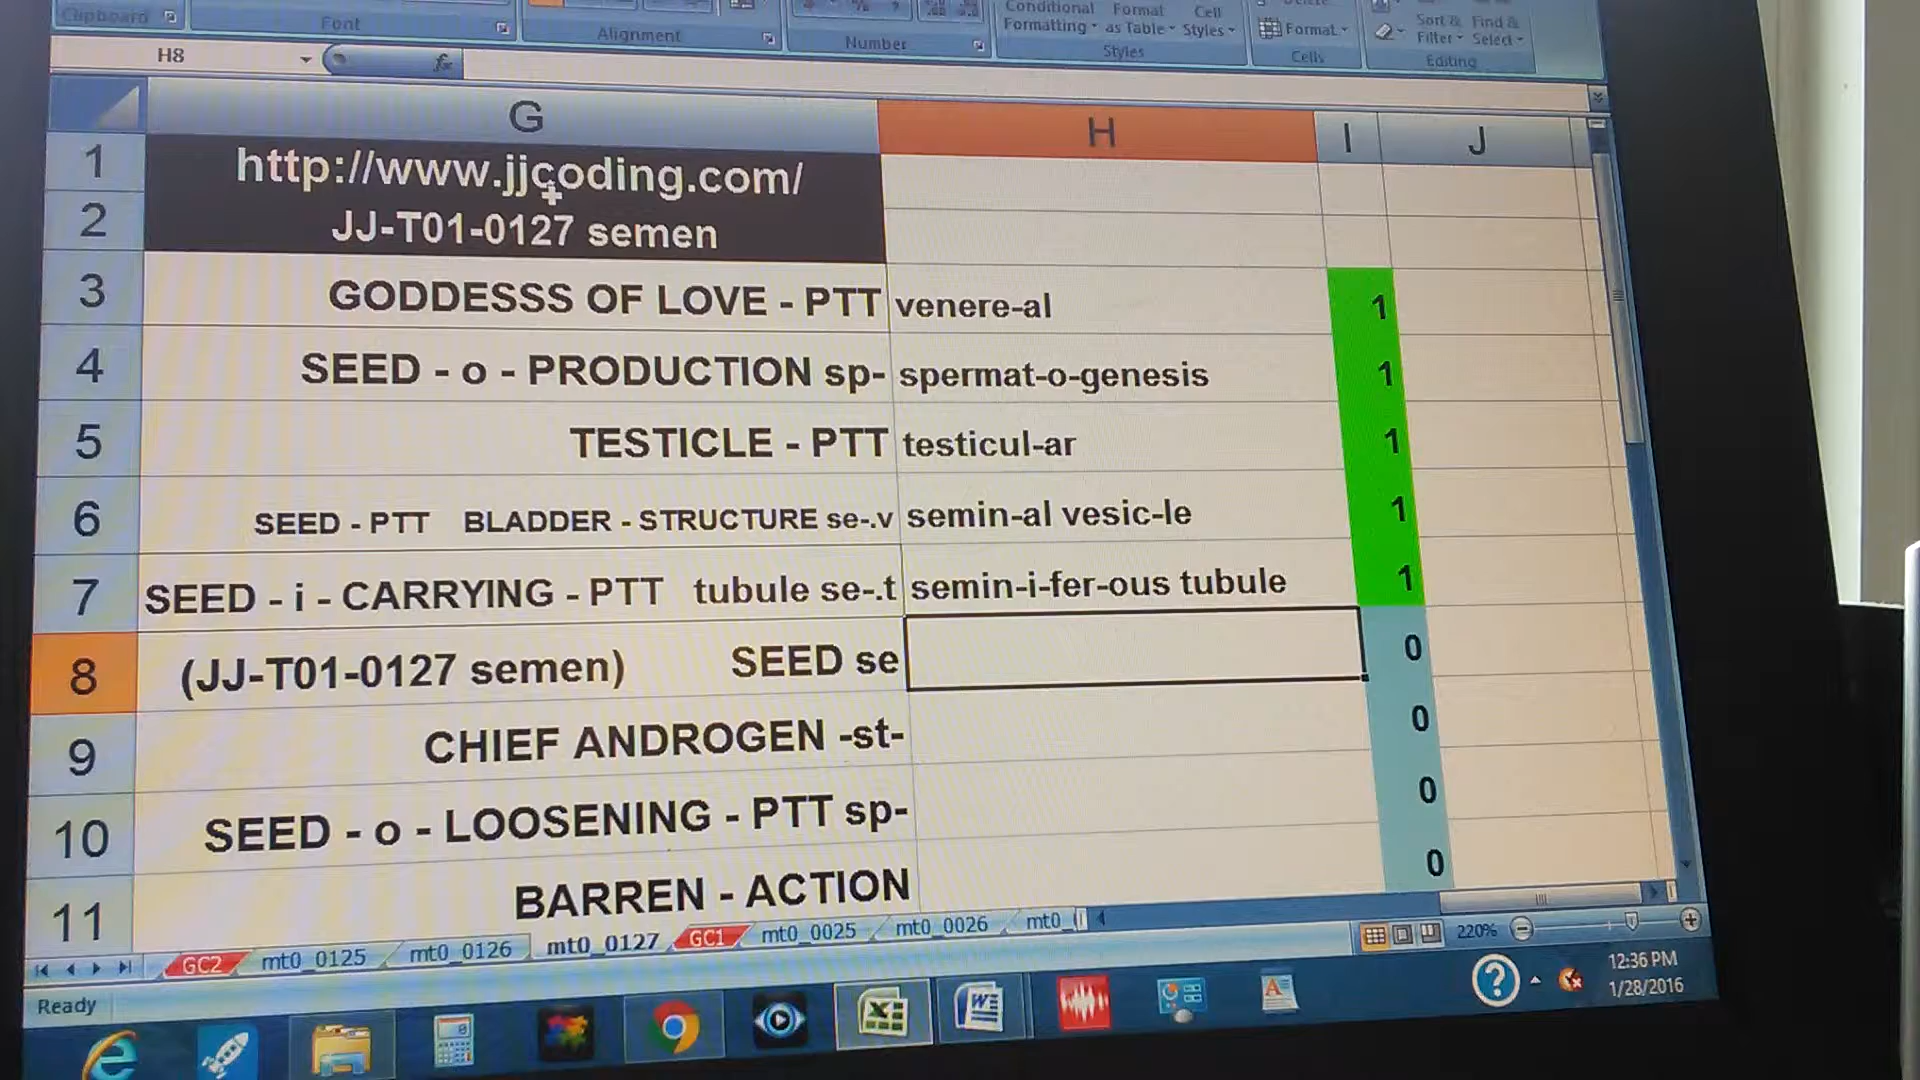 Clipboard Font Alignment Number Conditional Formatting Format as Table Cell Styles Styles Format Cells Sort & Filter Find & Select Editing
H8 fx
G H I J
1 http://www.jjcoding.com/
2 JJ-T01-0127 semen
3 GODDESSS OF LOVE - PTT venere-al 1
4 SEED - o - PRODUCTION sp- spermat-o-genesis 1
5 TESTICLE - PTT testicul-ar 1
6 SEED - PTT BLADDER - STRUCTURE se-.v semin-al vesic-le 1
7 SEED - i - CARRYING - PTT tubule se-.t semin-i-fer-ous tubule 1
8 (JJ-T01-0127 semen) SEED se 0
9 CHIEF ANDROGEN -st- 0
10 SEED - o - LOOSENING - PTT sp- 0
11 BARREN - ACTION 0
GC2 mt0_0125 mt0_0126 mt0_0127 GC1 mt0_0025 mt0_0026 mt0_
Ready 220%
12:36 PM
1/28/2016